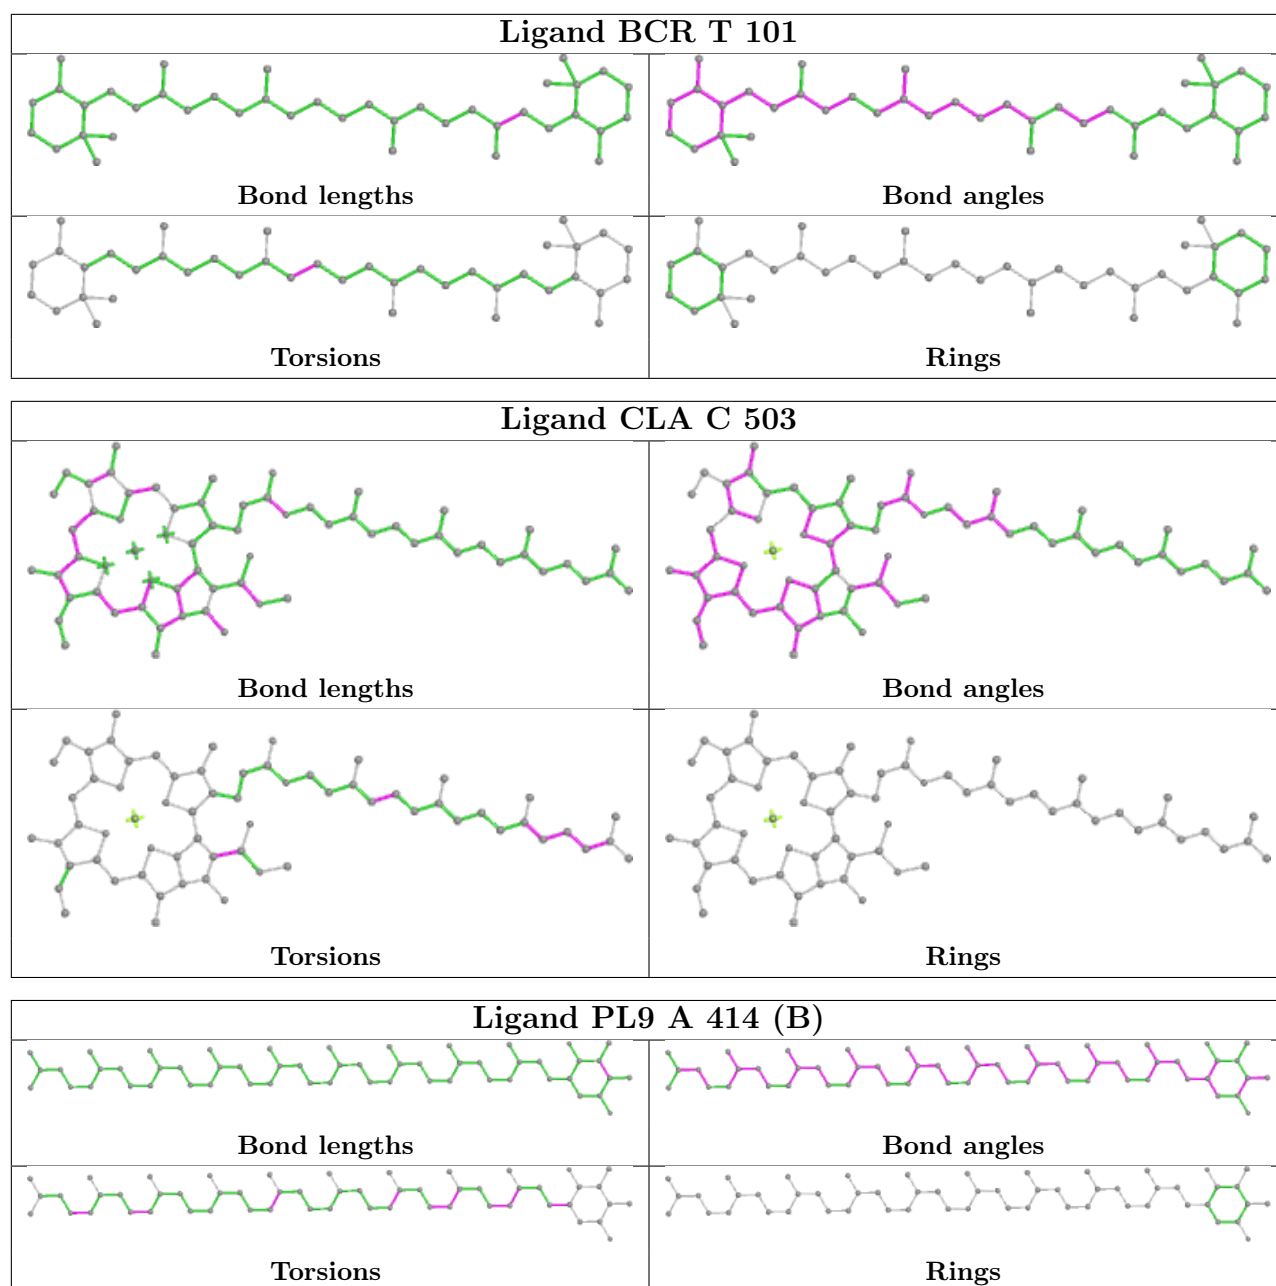 Ligand BCR T 101
Bond lengths
Bond angles
Torsions
Rings
Ligand CLA C 503
Bond lengths
Bond angles
Torsions
Rings
Ligand PL9 A 414 (B)
Bond lengths
Bond angles
Torsions
Rings